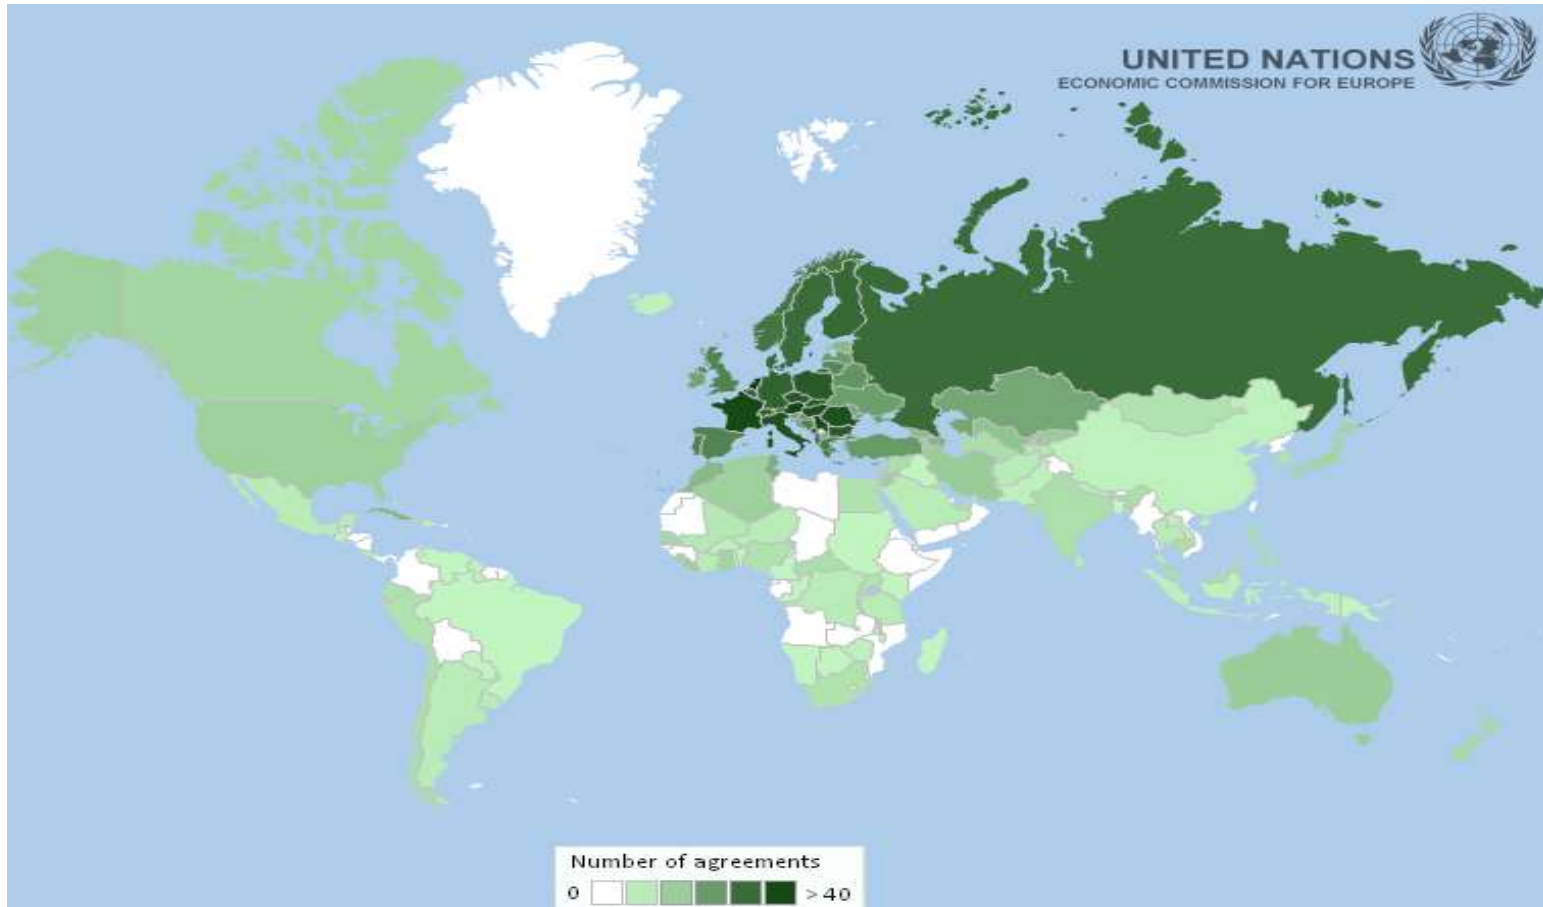 UNITED NATIONS
ECONOMIC COMMISSION FOR EUROPE
Number of agreements
0 > 40